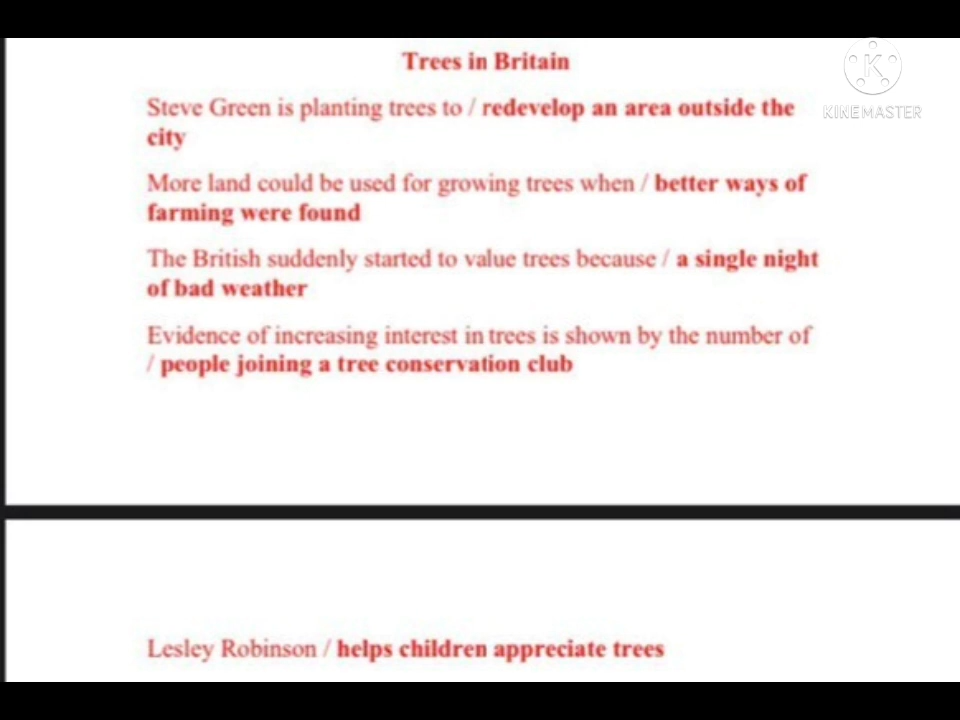 Trees in Britain
K
KINEMASTER
Steve Green is planting trees to / redevelop an area outside the
city
More land could be used for growing trees when / better ways of
farming were found
The British suddenly started to value trees because / a single night
of bad weather
Evidence of increasing interest in trees is shown by the number of
/ people joining a tree conservation club
Lesley Robinson / helps children appreciate trees